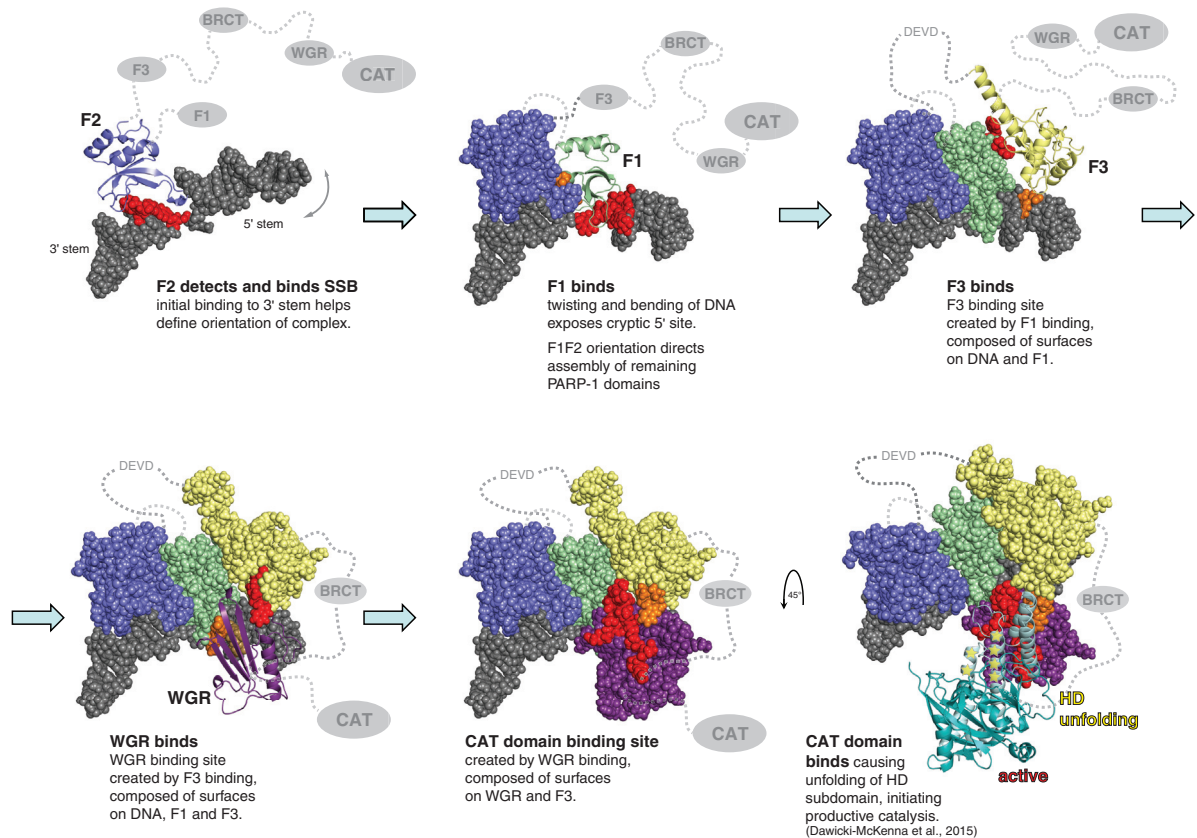 BRCT
WGR
F3
CAT
F1
F2
5' stem
3' stem
F2 detects and binds SSB
initial binding to 3' stem helps
define orientation of complex.
BRCT
F3
CAT
WGR
F1
F1 binds
twisting and bending of DNA
exposes cryptic 5' site.
F1F2 orientation directs
assembly of remaining
PARP-1 domains
DEVD
WGR
CAT
BRCT
F3
F3 binds
F3 binding site
created by F1 binding,
composed of surfaces
on DNA and F1.
DEVD
BRCT
WGR
CAT
WGR binds
WGR binding site
created by F3 binding,
composed of surfaces
on DNA, F1 and F3.
DEVD
BRCT
CAT
CAT domain binding site
created by WGR binding,
composed of surfaces
on WGR and F3.
45°
DEVD
BRCT
HD
unfolding
active
CAT domain
binds causing
unfolding of HD
subdomain, initiating
productive catalysis.
(Dawicki-McKenna et al., 2015)